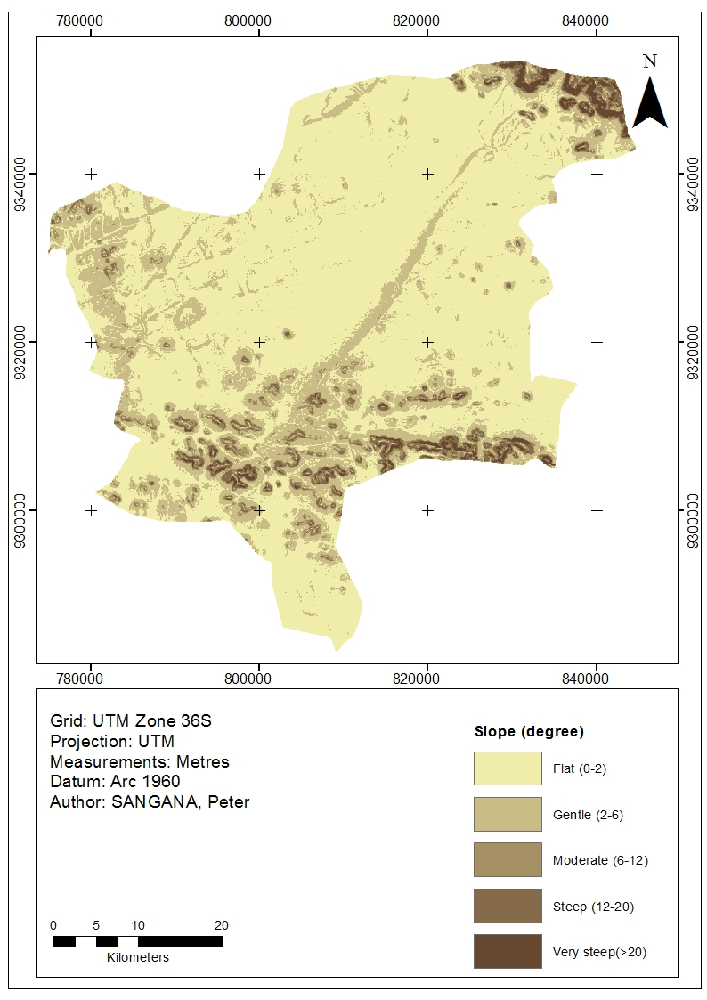 780000 800000 820000 840000
N
9340000 9340000
9320000 9320000
9300000 9300000
780000 800000 820000 840000
Grid: UTM Zone 36S
Projection: UTM
Measurements: Metres
Datum: Arc 1960
Author: SANGANA, Peter
0 5 10 20
Kilometers
Slope (degree)
Flat (0-2)
Gentle (2-6)
Moderate (6-12)
Steep (12-20)
Very steep(>20)